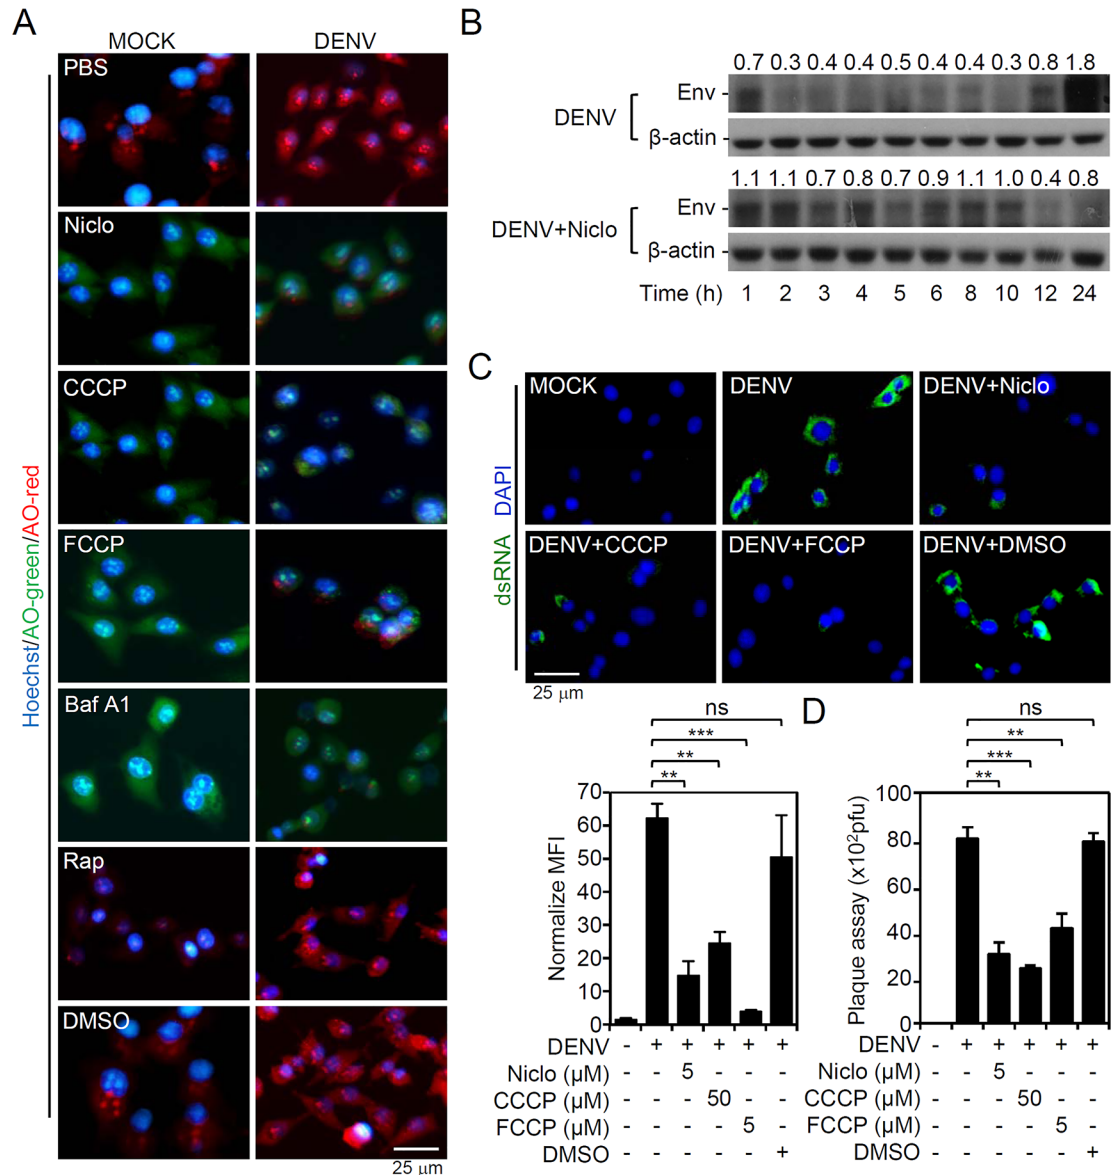 A
MOCK DENV
PBS
Niclo
CCCP
FCCP
Baf A1
Rap
DMSO
Hoechst/AO-green/AO-red
25 µm
B
0.7 0.3 0.4 0.4 0.5 0.4 0.4 0.3 0.8 1.8
DENV
Env
β-actin
1.1 1.1 0.7 0.8 0.7 0.9 1.1 1.0 0.4 0.8
DENV+Niclo
Env
β-actin
Time (h) 1 2 3 4 5 6 8 10 12 24
C
dsRNA DAPI
MOCK DENV DENV+Niclo
DENV+CCCP DENV+FCCP DENV+DMSO
25 µm
ns
***
**
**
Normalize MFI
70
60
50
40
30
20
10
0
DENV - + + + + +
Niclo (µM) - - 5 - - -
CCCP (µM) - - - 50 - -
FCCP (µM) - - - - 5 -
DMSO - - - - - +
D
ns
**
***
**
Plaque assay (x10²pfu)
100
80
60
40
20
0
DENV - + + + + +
Niclo (µM) - - 5 - - -
CCCP (µM) - - - 50 - -
FCCP (µM) - - - - 5 -
DMSO - - - - - +